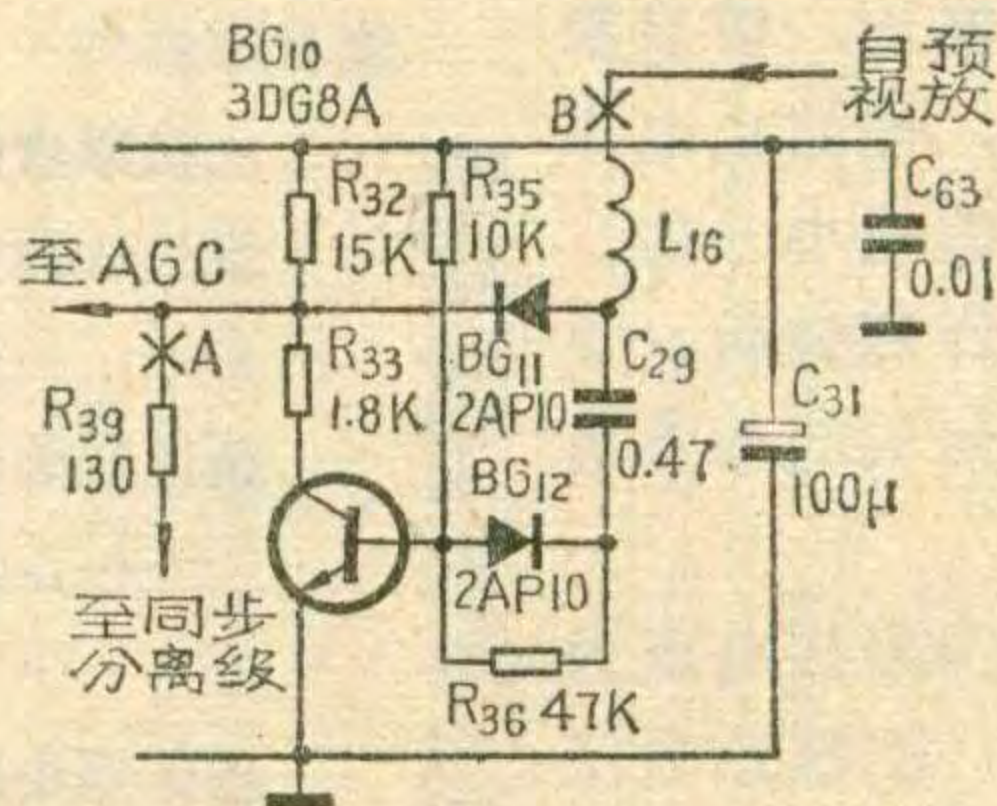 BG10
3DG8A
自预
视放
B
R32
15K
R35
10K
L16
C63
0.01
至AGC
A
R33
1.8K
BG11
2AP10
C29
0.47
C31
100μ
R39
130
BG12
2AP10
至同步
分离级
R36 47K